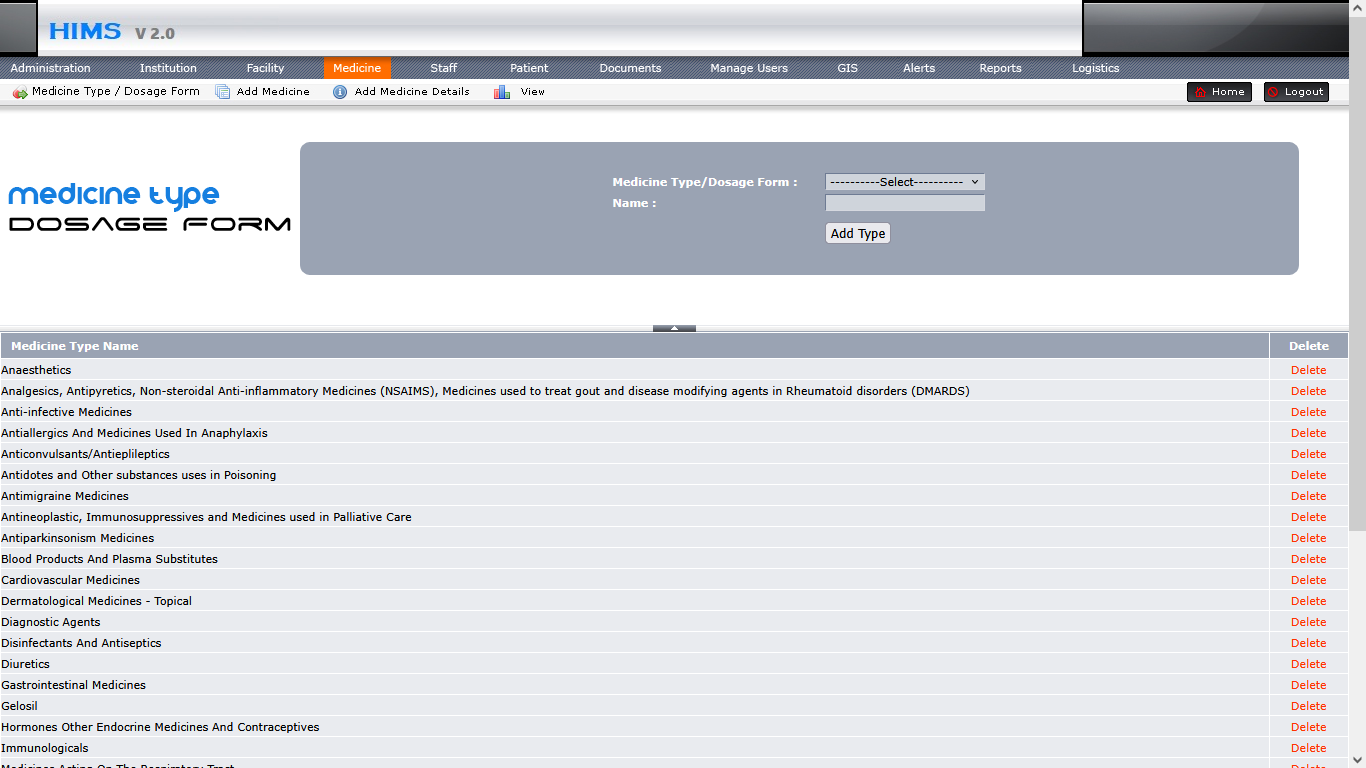 HIMS V 2.0
Administration Institution Facility Medicine Staff Patient Documents Manage Users GIS Alerts Reports Logistics
Medicine Type / Dosage Form Add Medicine Add Medicine Details View Home Logout
medicine type
DOSAGE FORM
Medicine Type/Dosage Form : ----------Select----------
Name :
Add Type
Medicine Type Name Delete
Anaesthetics Delete
Analgesics, Antipyretics, Non-steroidal Anti-inflammatory Medicines (NSAIMS), Medicines used to treat gout and disease modifying agents in Rheumatoid disorders (DMARDS) Delete
Anti-infective Medicines Delete
Antiallergics And Medicines Used In Anaphylaxis Delete
Anticonvulsants/Antieplileptics Delete
Antidotes and Other substances uses in Poisoning Delete
Antimigraine Medicines Delete
Antineoplastic, Immunosuppressives and Medicines used in Palliative Care Delete
Antiparkinsonism Medicines Delete
Blood Products And Plasma Substitutes Delete
Cardiovascular Medicines Delete
Dermatological Medicines - Topical Delete
Diagnostic Agents Delete
Disinfectants And Antiseptics Delete
Diuretics Delete
Gastrointestinal Medicines Delete
Gelosil Delete
Hormones Other Endocrine Medicines And Contraceptives Delete
Immunologicals Delete
Medicines Acting On The Respiratory Tract Delete